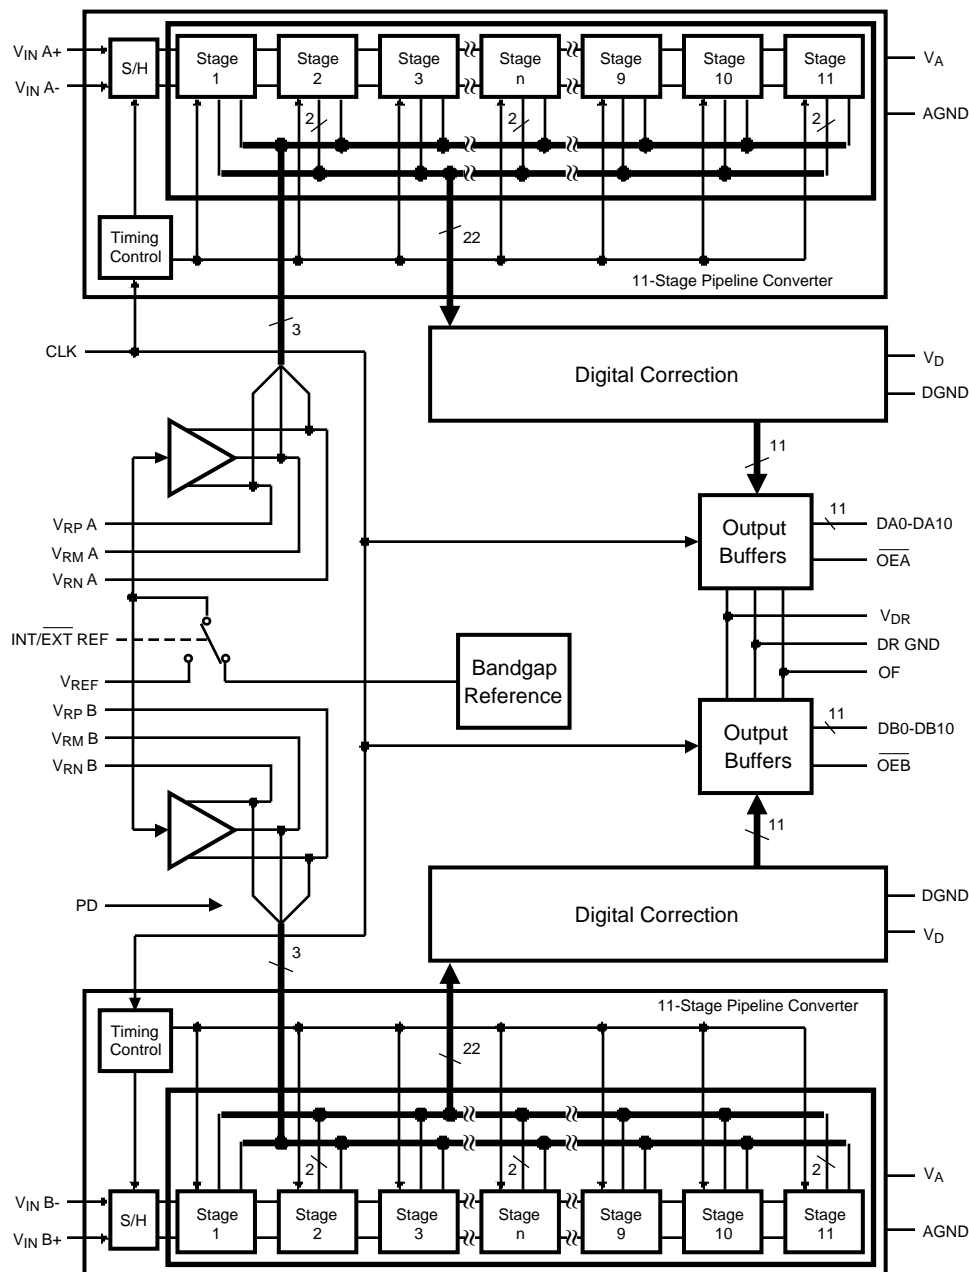 VIN A+
VIN A-
S/H
Stage 1
Stage 2
Stage 3
Stage n
Stage 9
Stage 10
Stage 11
VA
AGND
2
2
2
22
Timing Control
11-Stage Pipeline Converter
3
CLK
Digital Correction
VD
DGND
11
VRP A
VRM A
VRN A
Output Buffers
11
DA0-DA10
OEA
INT/EXT REF
VREF
Bandgap Reference
VDR
DR GND
OF
VRP B
VRM B
VRN B
Output Buffers
11
DB0-DB10
OEB
11
PD
Digital Correction
DGND
VD
3
11-Stage Pipeline Converter
Timing Control
22
2
2
2
VIN B-
VIN B+
S/H
Stage 1
Stage 2
Stage 3
Stage n
Stage 9
Stage 10
Stage 11
VA
AGND